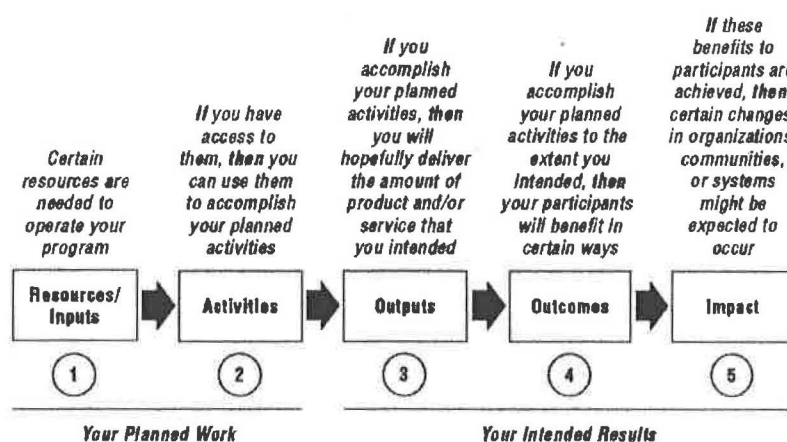 Certain
resources are
needed to
operate your
program
If you have
access to
them, then you
can use them
to accomplish
your planned
activities
If you
accomplish
your planned
activities, then
you will
hopefully deliver
the amount of
product and/or
service that
you intended
If you
accomplish
your planned
activities to the
extent you
intended, then
your participants
will benefit in
certain ways
If these
benefits to
participants are
achieved, then
certain changes
in organizations,
communities,
or systems
might be
expected to
occur
Resources/
Inputs
Activities
Outputs
Outcomes
Impact
1
2
3
4
5
Your Planned Work
Your Intended Results